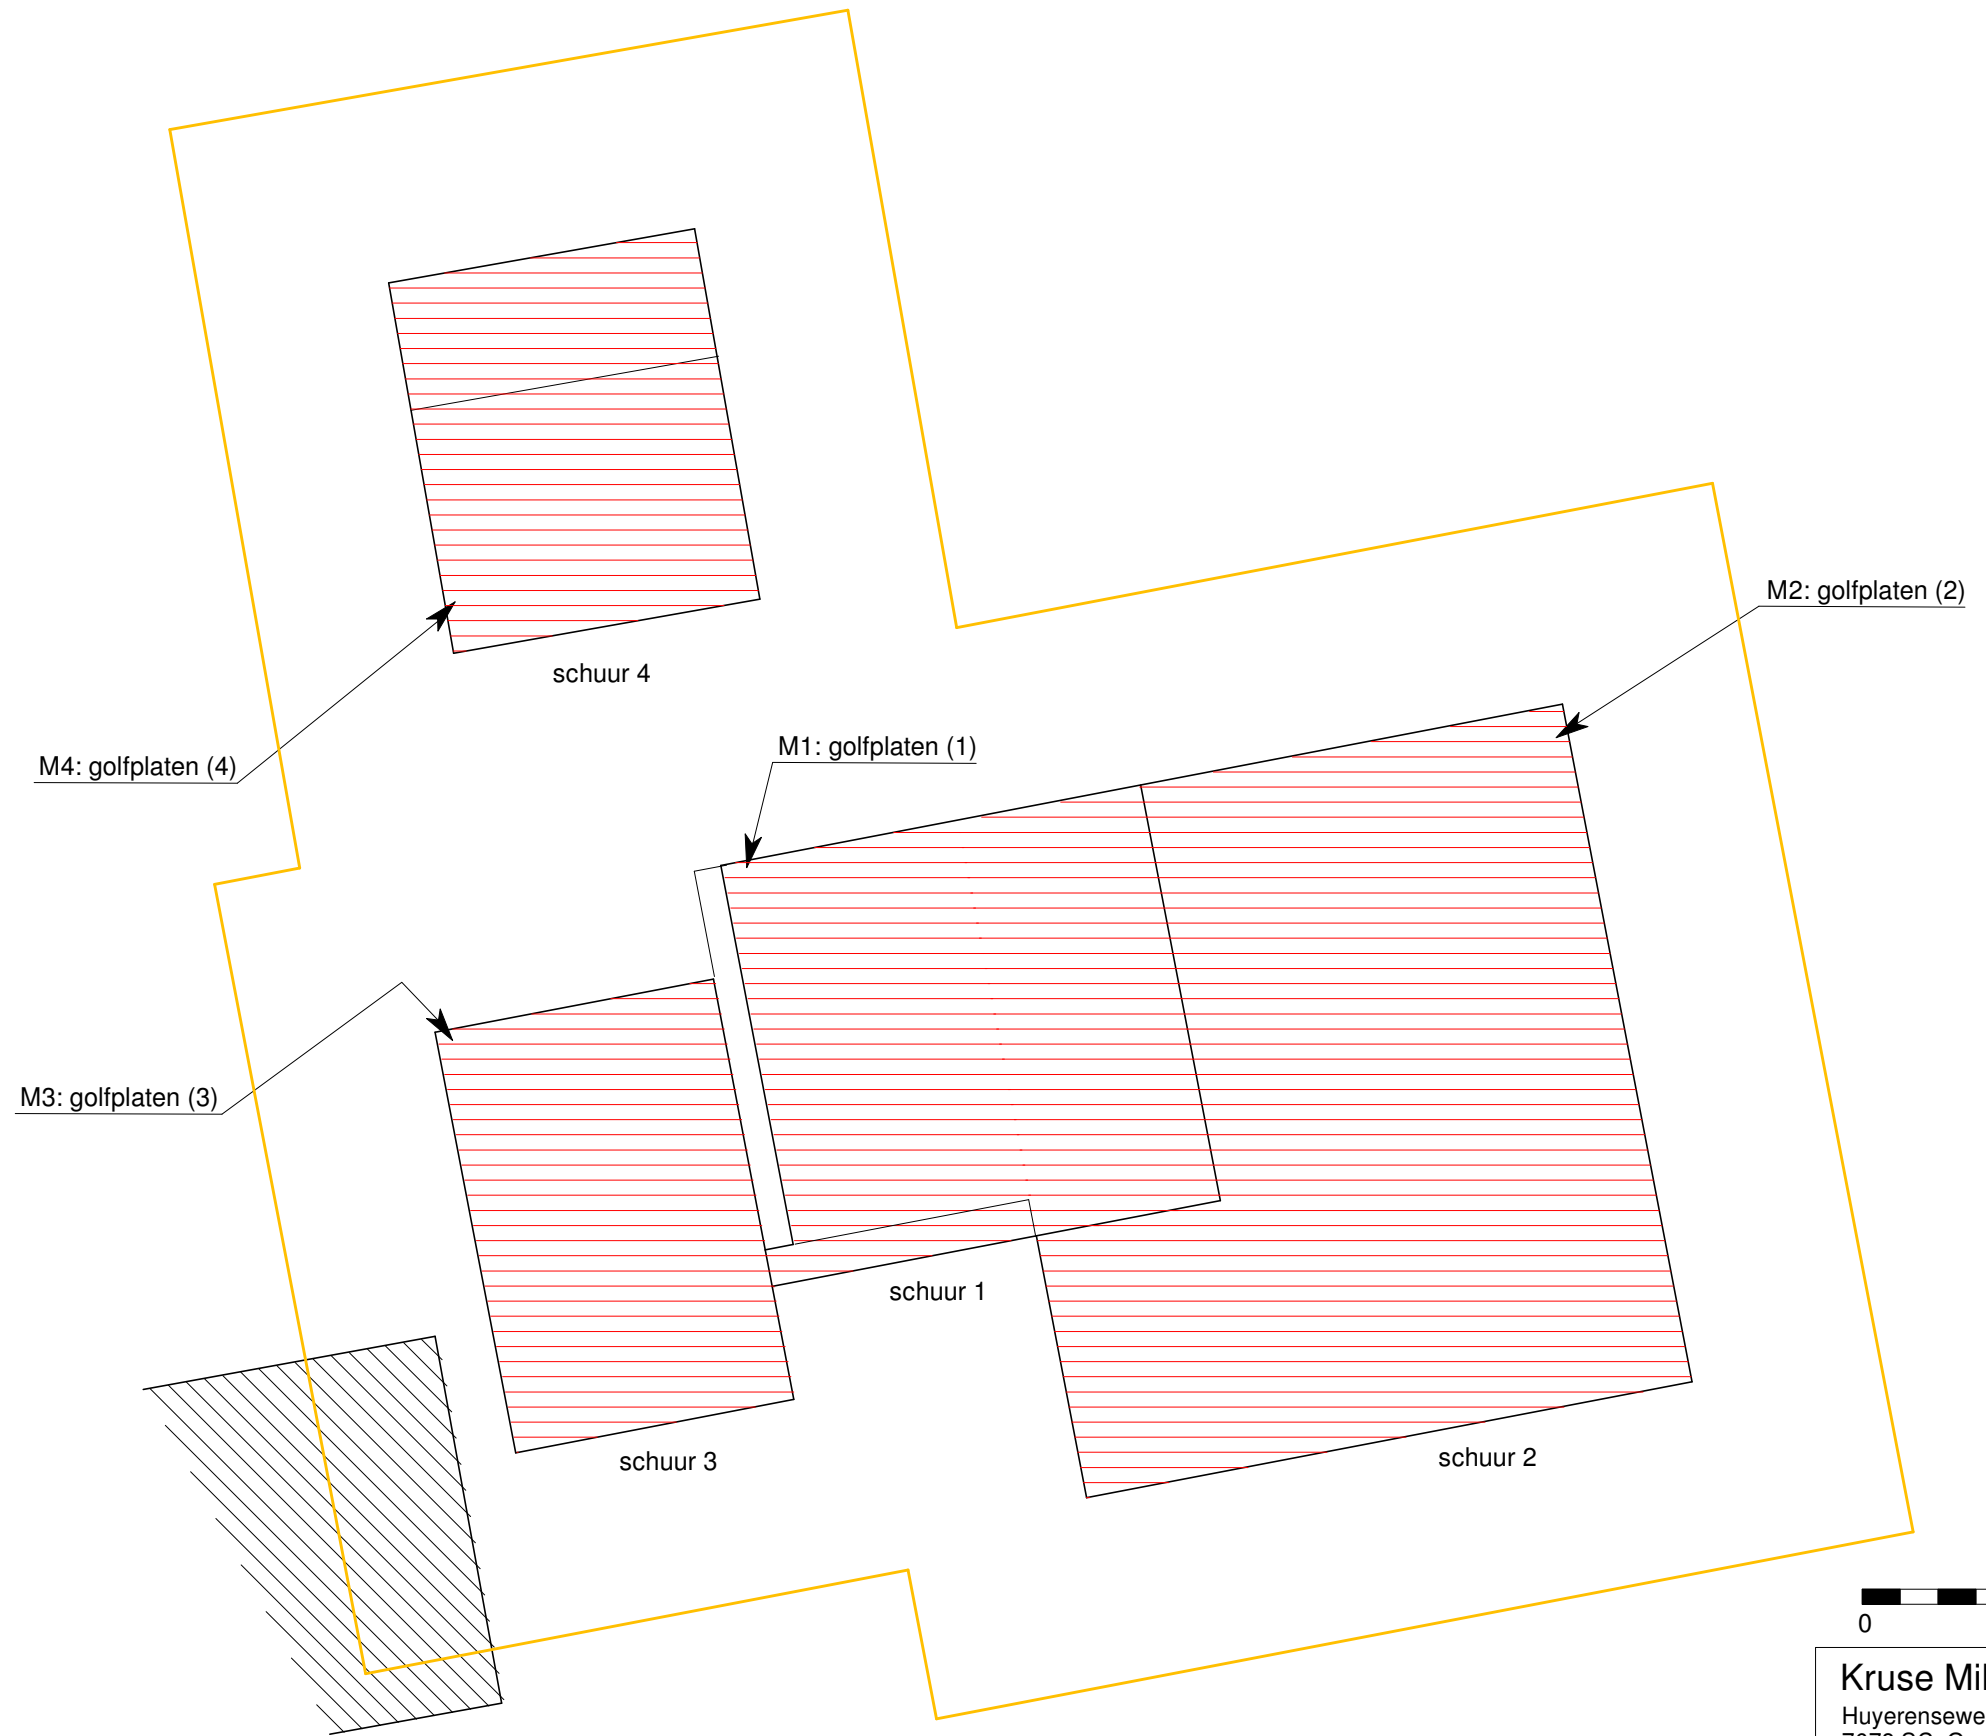 M2: golfplaten (2)
schuur 4
M1: golfplaten (1)
M4: golfplaten (4)
M3: golfplaten (3)
schuur 1
schuur 3
schuur 2
0
Kruse